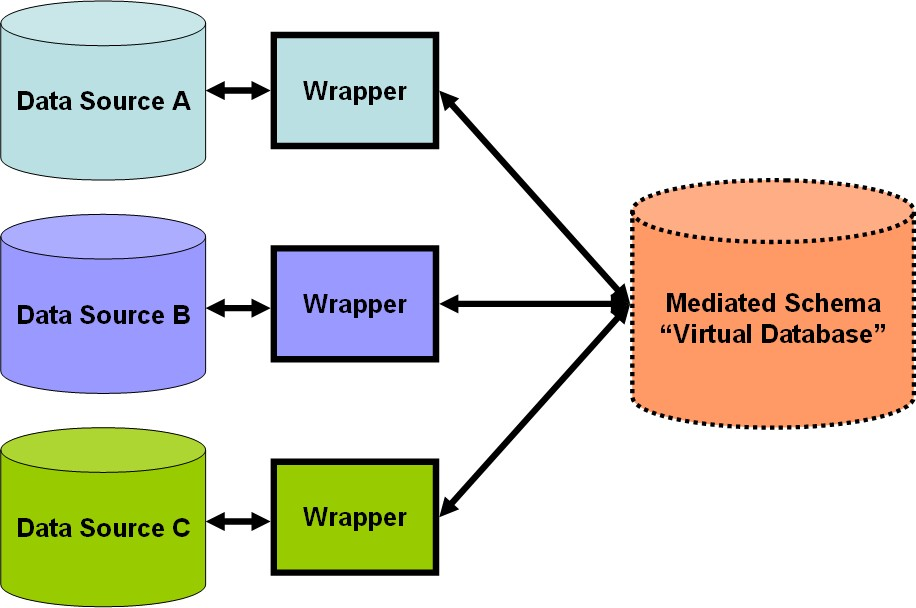 Data Source A
Wrapper
Data Source B
Wrapper
Mediated Schema
“Virtual Database”
Data Source C
Wrapper